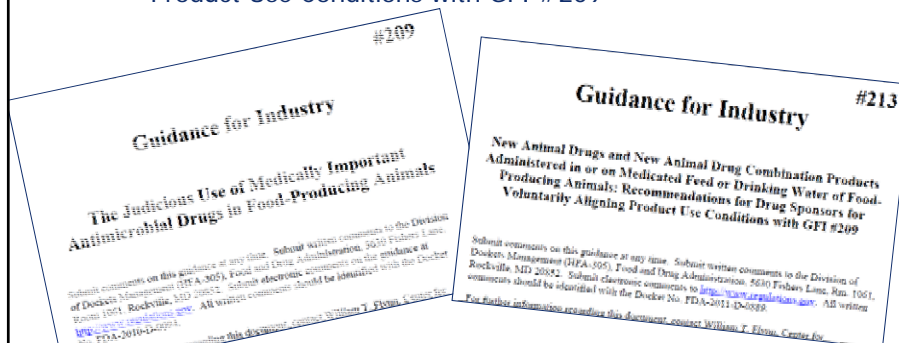 Product Use Conditions with GFI # 209
#209
Guidance for Industry
The Judicious Use of Medically Important
Antimicrobial Drugs in Food-Producing Animals
Submit comments on this guidance at any time. Submit written comments to the Division
of Dockets Management (HFA-305), Food and Drug Administration, 5630 Fishers Lane,
Room 1061, Rockville, MD 20852. Submit electronic comments on the guidance at
http://www.regulations.gov. All written comments should be identified with the Docket
No. FDA-2010-D-0094.
regarding this document, contact William T. Flynn, Center for
#213
Guidance for Industry
New Animal Drugs and New Animal Drug Combination Products
Administered in or on Medicated Feed or Drinking Water of Food-
Producing Animals: Recommendations for Drug Sponsors for
Voluntarily Aligning Product Use Conditions with GFI #209
Submit comments on this guidance at any time. Submit written comments to the Division of
Dockets Management (HFA-305), Food and Drug Administration, 5630 Fishers Lane, Rm. 1061,
Rockville, MD 20852. Submit electronic comments to http://www.regulations.gov. All written
comments should be identified with the Docket No. FDA-2011-D-0889.
For further information regarding this document, contact William T. Flynn, Center for